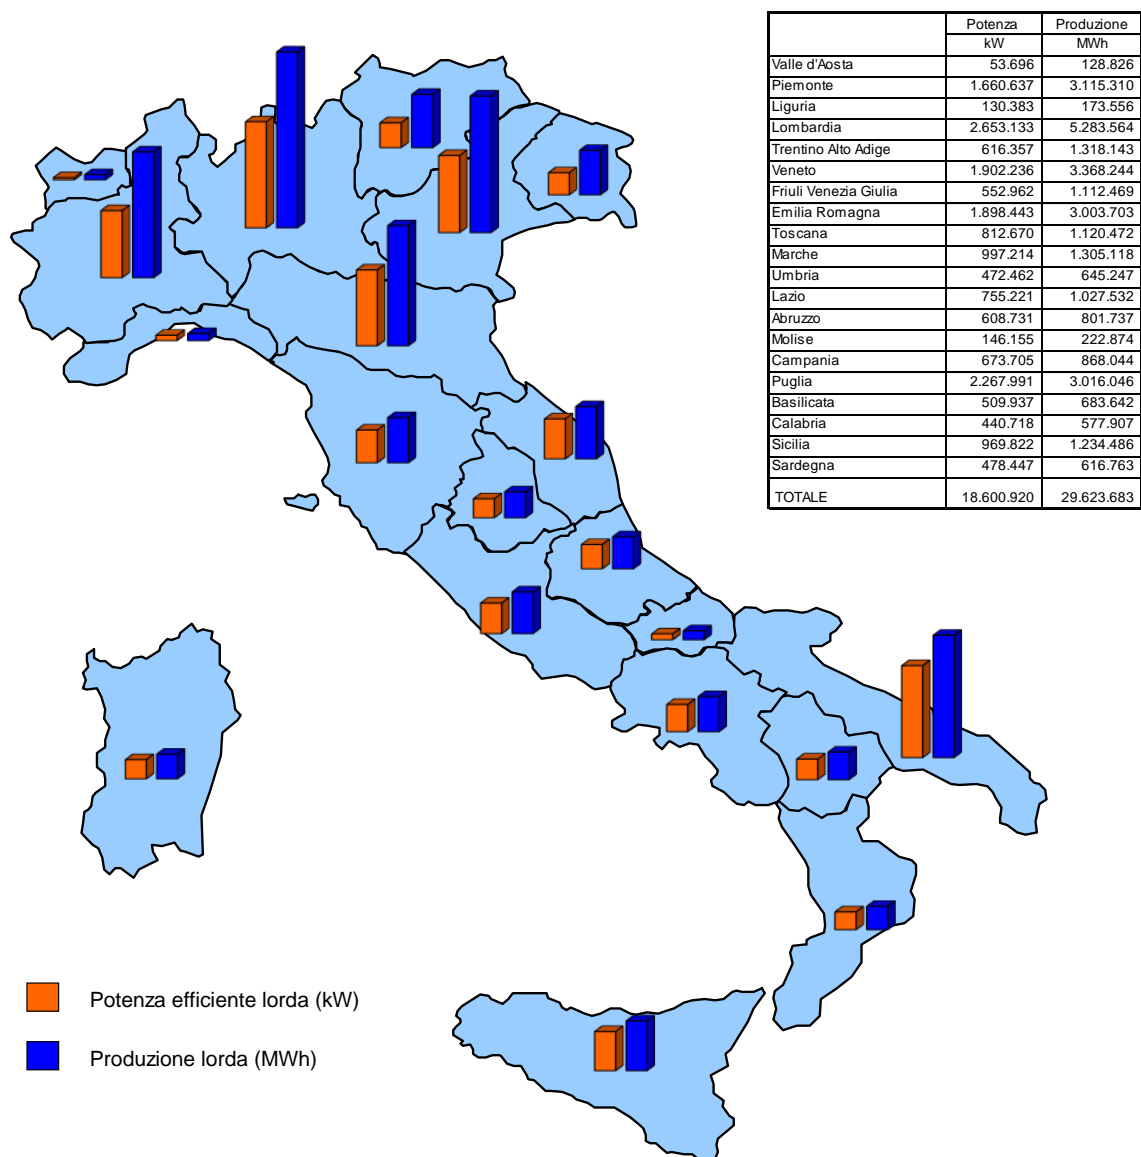 Potenza Produzione
kW MWh
Valle d'Aosta 53.696 128.826
Piemonte 1.660.637 3.115.310
Liguria 130.383 173.556
Lombardia 2.653.133 5.283.564
Trentino Alto Adige 616.357 1.318.143
Veneto 1.902.236 3.368.244
Friuli Venezia Giulia 552.962 1.112.469
Emilia Romagna 1.898.443 3.003.703
Toscana 812.670 1.120.472
Marche 997.214 1.305.118
Umbria 472.462 645.247
Lazio 755.221 1.027.532
Abruzzo 608.731 801.737
Molise 146.155 222.874
Campania 673.705 868.044
Puglia 2.267.991 3.016.046
Basilicata 509.937 683.642
Calabria 440.718 577.907
Sicilia 969.822 1.234.486
Sardegna 478.447 616.763
TOTALE 18.600.920 29.623.683
Potenza efficiente lorda (kW)
Produzione lorda (MWh)